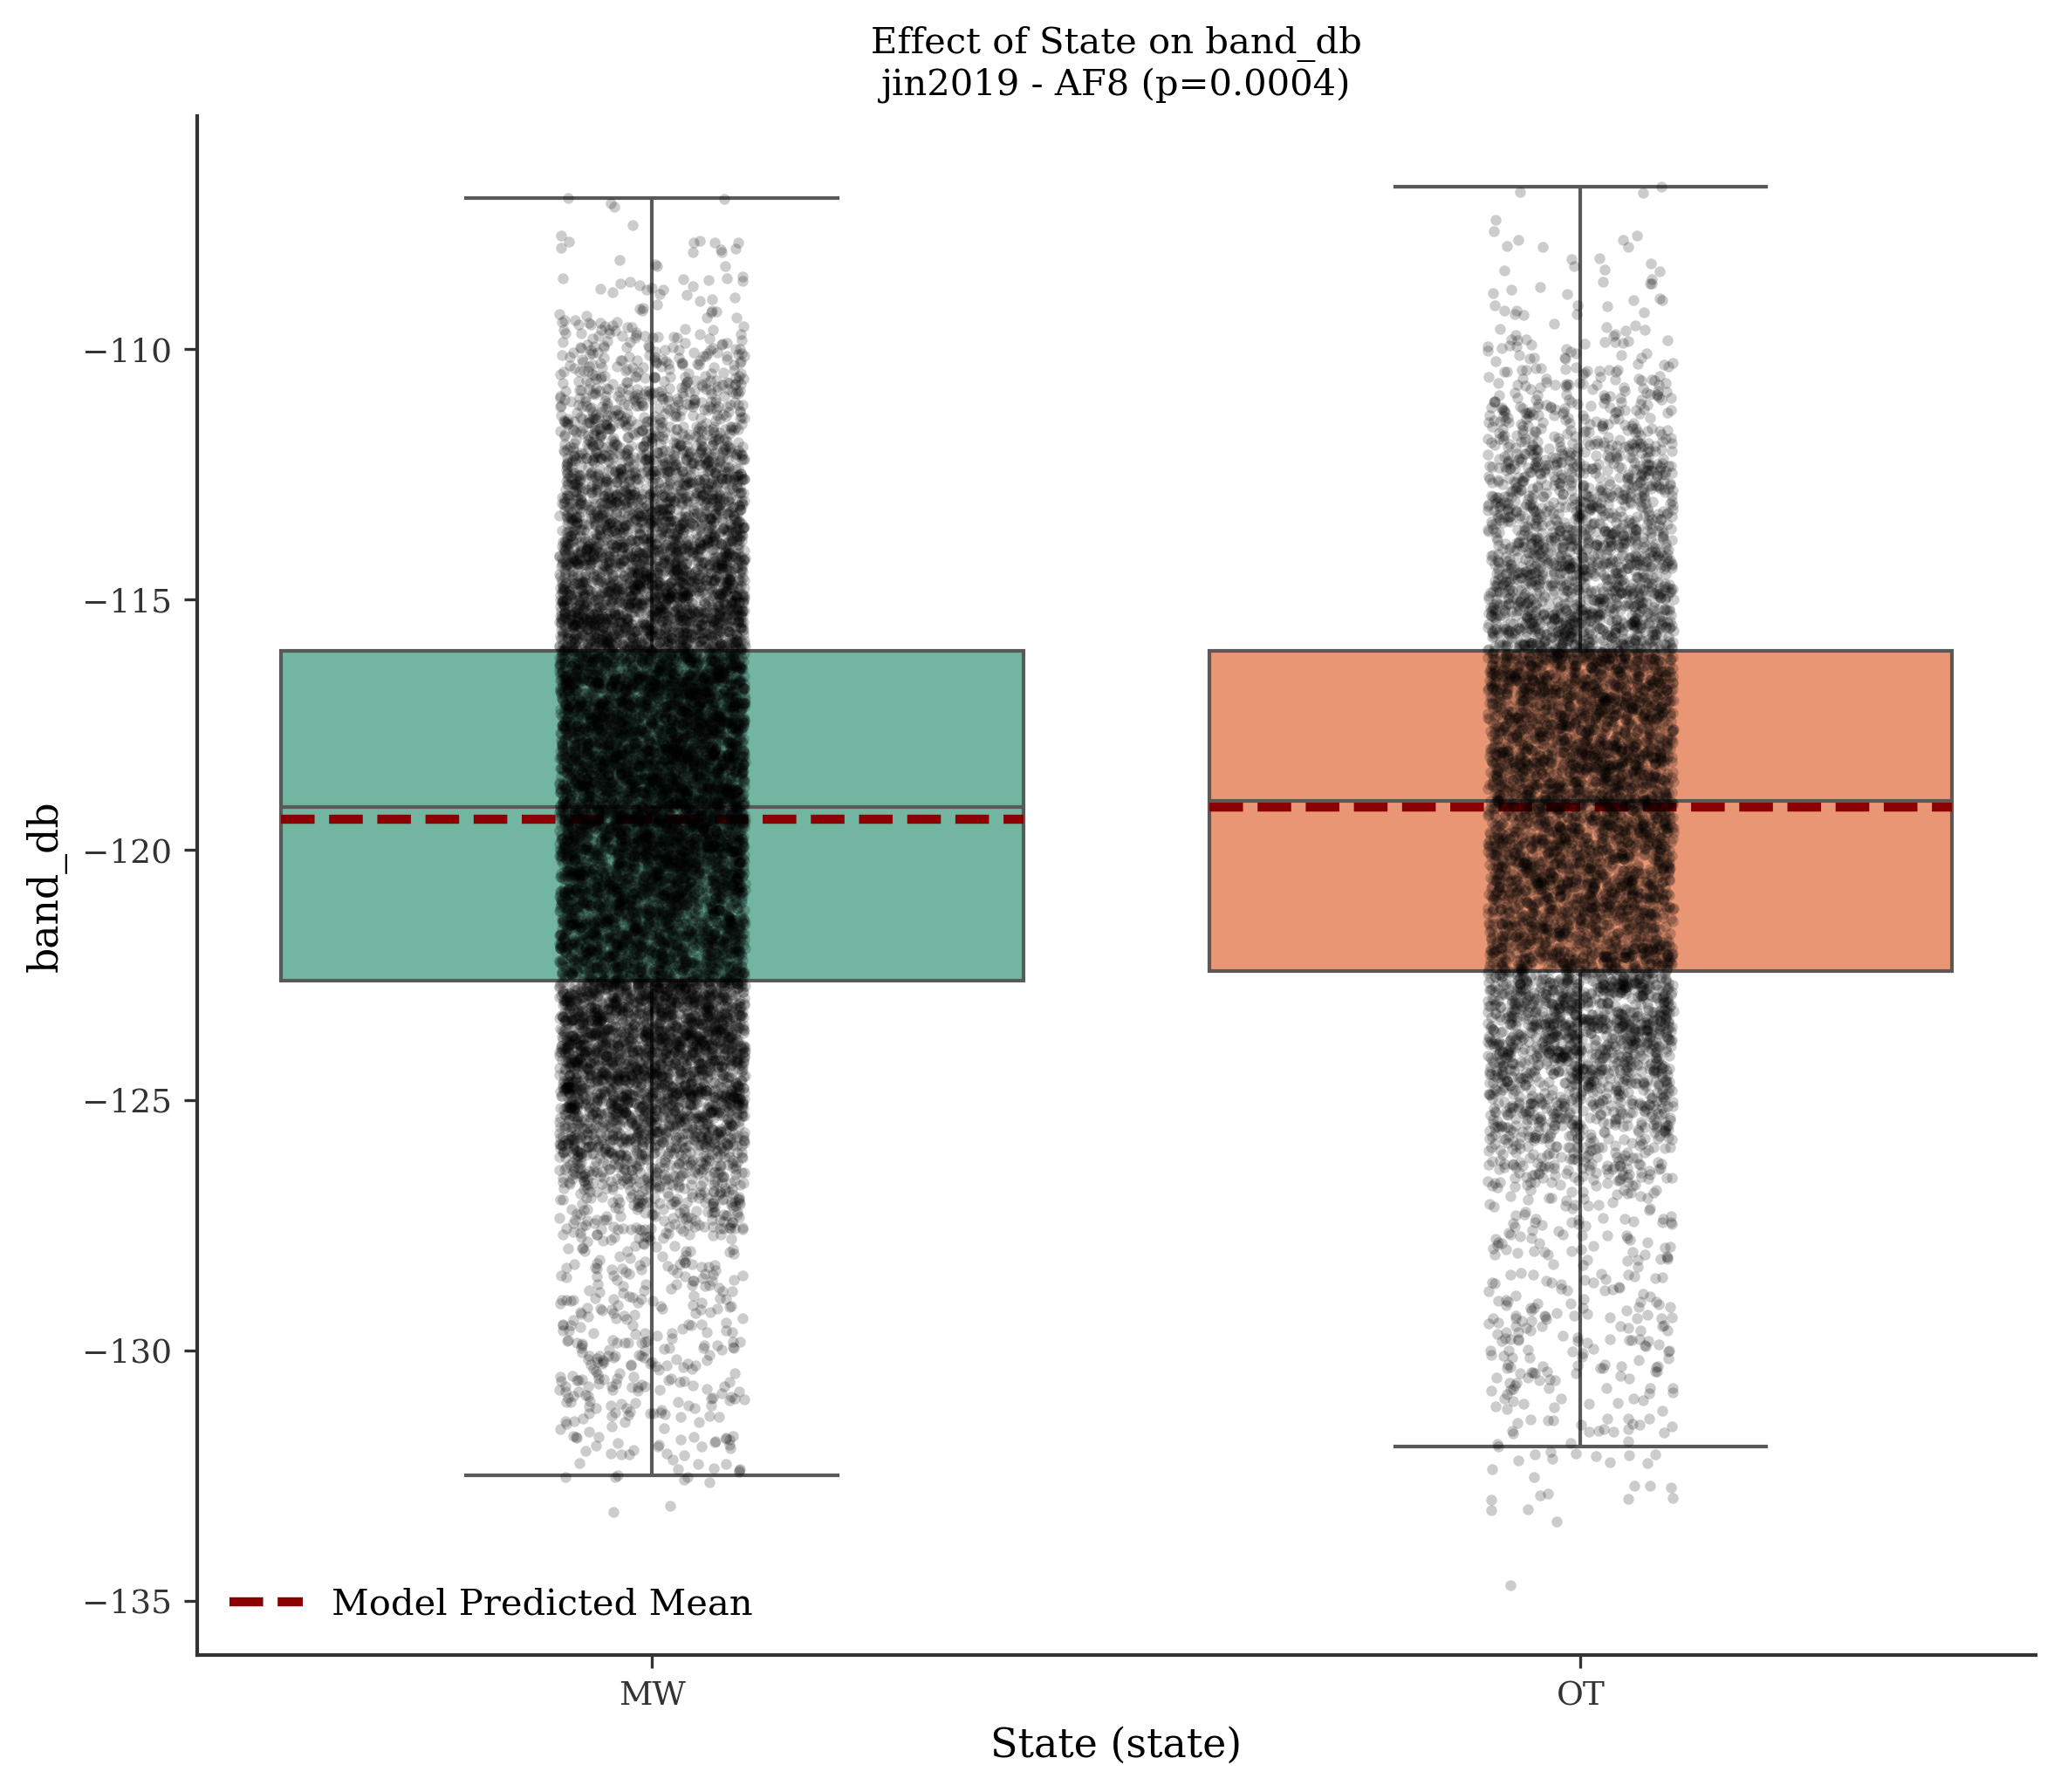 Effect of State on band_db
jin2019 - AF8 (p=0.0004)
band_db
−110
−115
−120
−125
−130
−135
Model Predicted Mean
MW
OT
State (state)